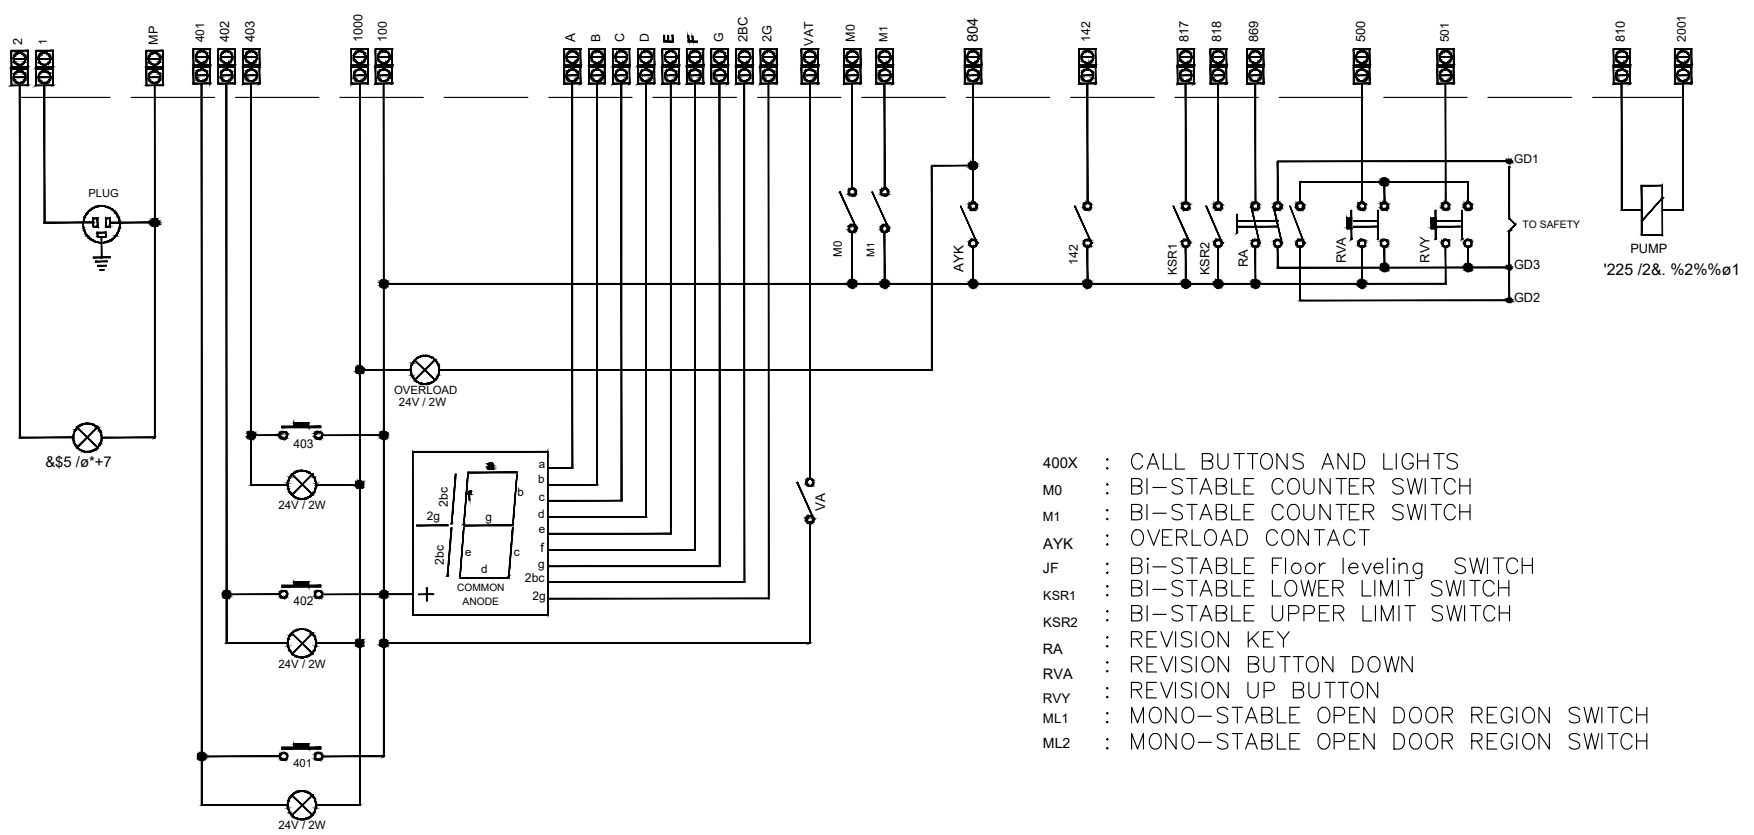 2
1
MP
401
402
403
1000
100
A
B
C
D
E
F
G
2BC
2G
VAT
M0
M1
804
142
817
818
869
500
501
810
2001
PLUG
GD1
TO SAFETY
M0
M1
AYK
142
KSR1
KSR2
RA
RVA
RVY
GD3
GD2
PUMP
'225 /2&. %2%%ø1
OVERLOAD
24V / 2W
403
&$5 /ø*+7
24V / 2W
a
b
c
d
e
f
g
2bc
2g
a
f
b
g
e
c
d
2bc
2g
2bc
+
COMMON
ANODE
VA
402
24V / 2W
401
24V / 2W
400X : CALL BUTTONS AND LIGHTS
M0 : BI-STABLE COUNTER SWITCH
M1 : BI-STABLE COUNTER SWITCH
AYK : OVERLOAD CONTACT
JF : Bi-STABLE Floor leveling SWITCH
KSR1 : BI-STABLE LOWER LIMIT SWITCH
KSR2 : BI-STABLE UPPER LIMIT SWITCH
RA : REVISION KEY
RVA : REVISION BUTTON DOWN
RVY : REVISION UP BUTTON
ML1 : MONO-STABLE OPEN DOOR REGION SWITCH
ML2 : MONO-STABLE OPEN DOOR REGION SWITCH